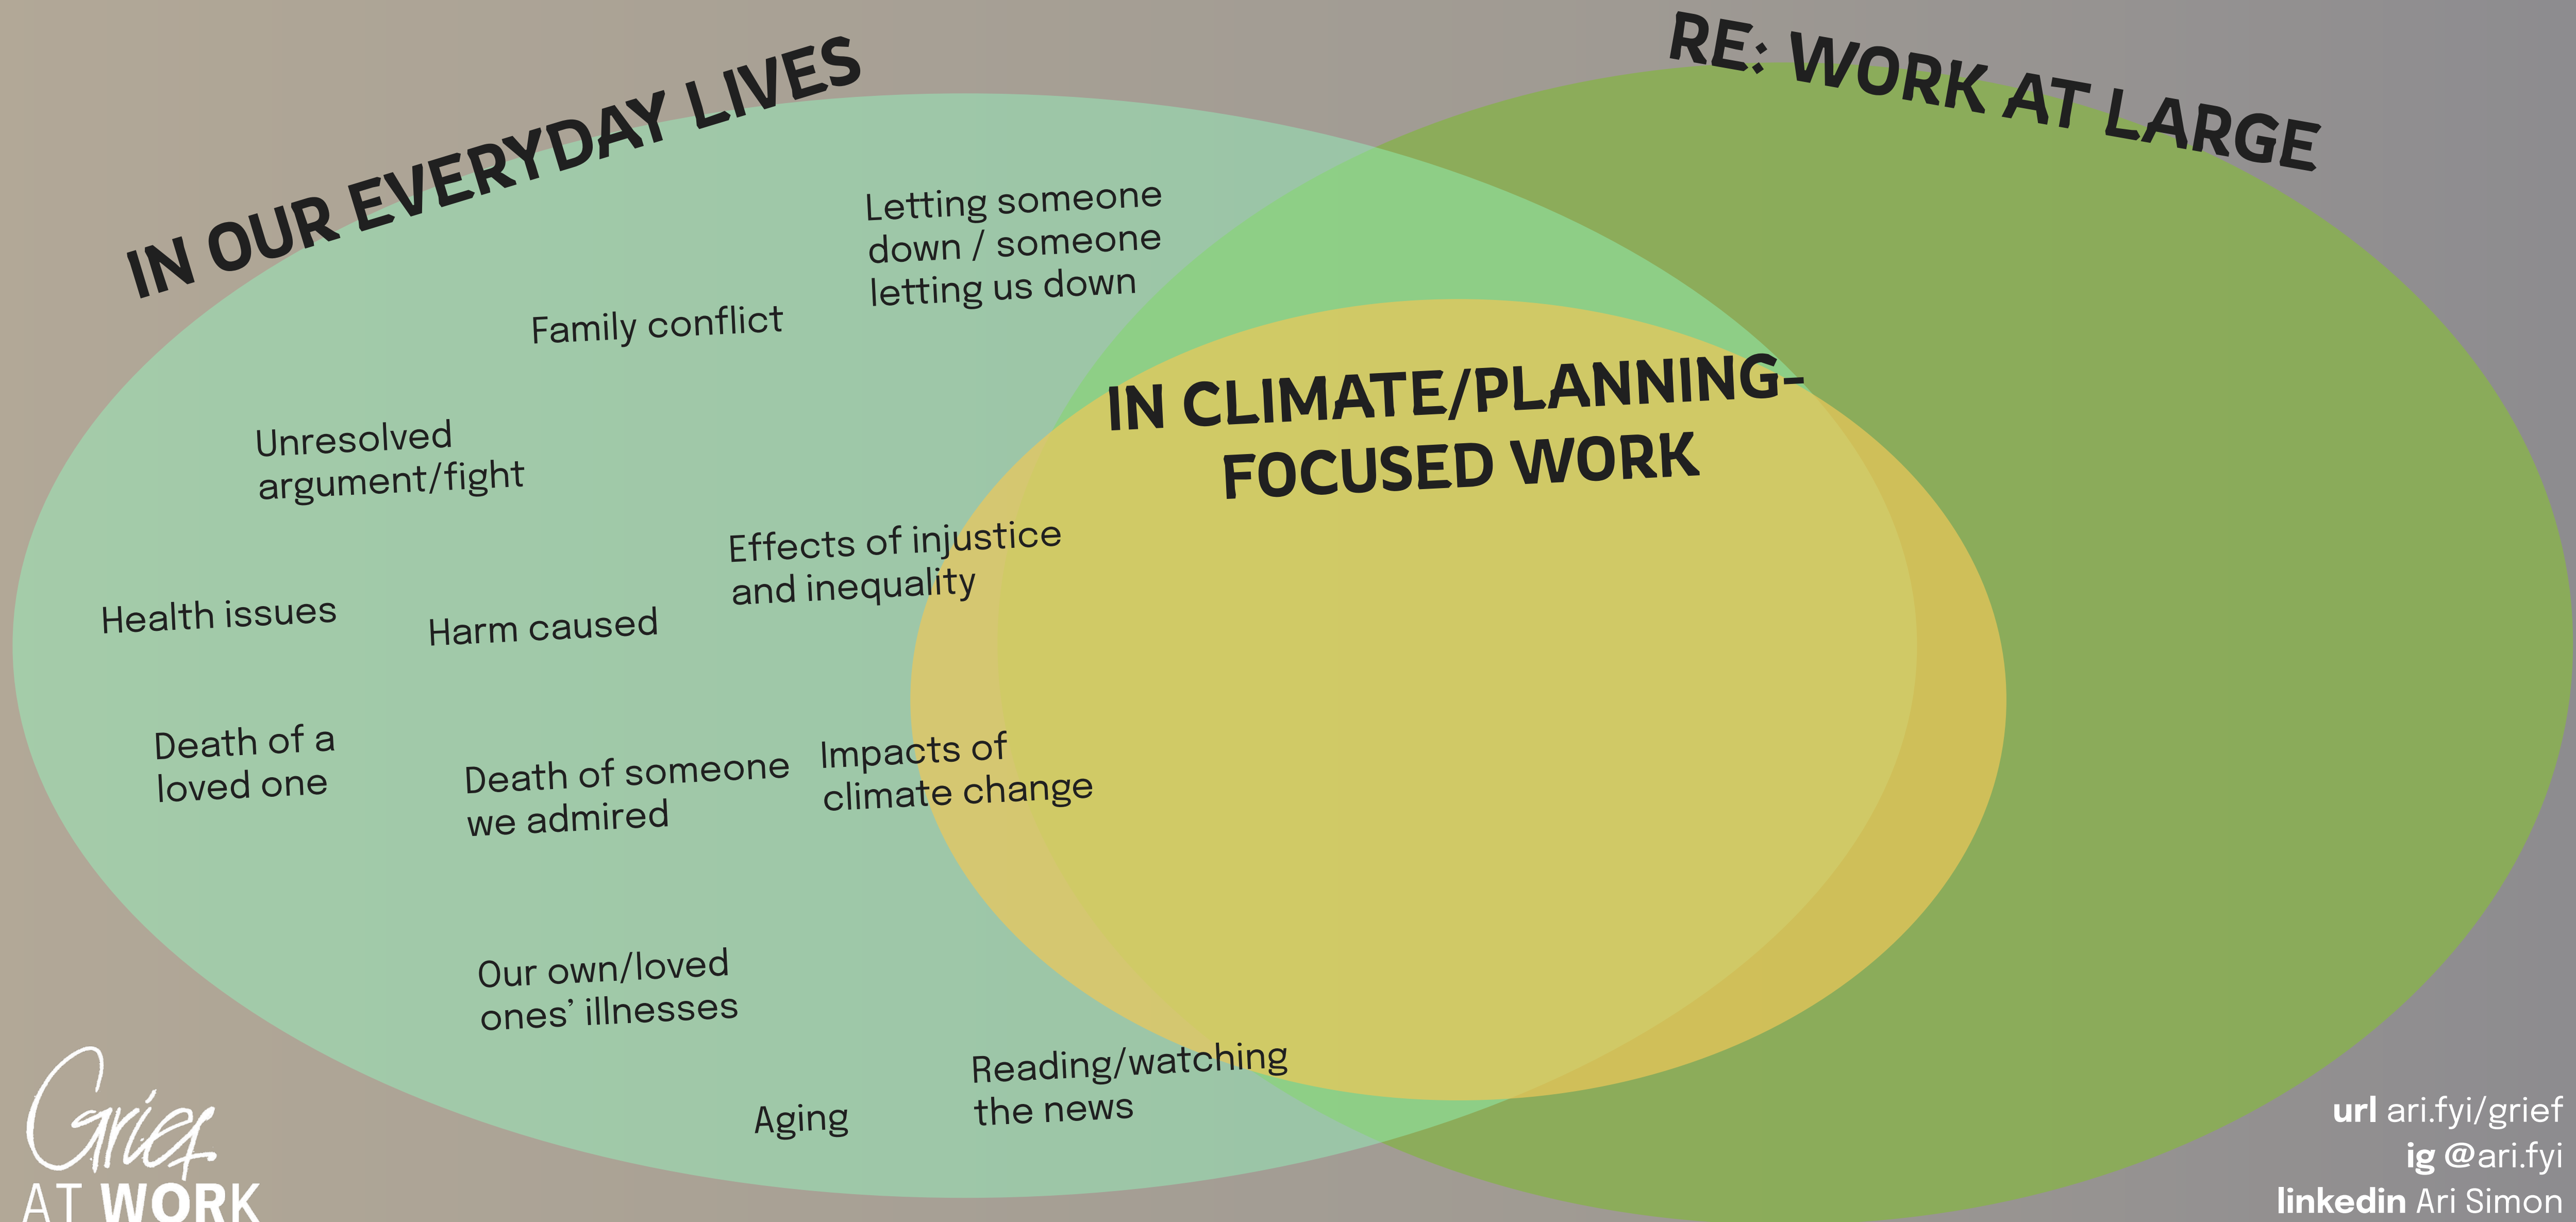 IN OUR EVERYDAY LIVES
RE: WORK AT LARGE
Letting someone
down / someone
letting us down
Family conflict
IN CLIMATE/PLANNING-
FOCUSED WORK
Unresolved
argument/fight
Effects of injustice
and inequality
Health issues
Harm caused
Death of a
loved one
Death of someone
we admired
Impacts of
climate change
Our own/loved
ones’ illnesses
Reading/watching
the news
Aging
Grief
AT WORK
url ari.fyi/grief
ig @ari.fyi
linkedin Ari Simon